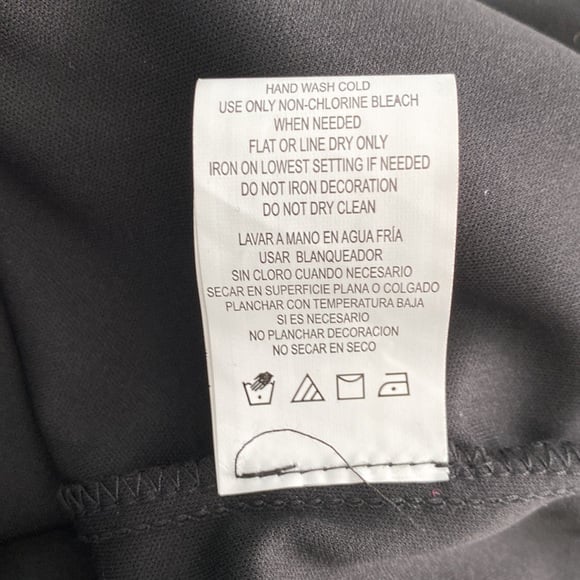 HAND WASH COLD
USE ONLY NON-CHLORINE BLEACH
WHEN NEEDED
FLAT OR LINE DRY ONLY
IRON ON LOWEST SETTING IF NEEDED
DO NOT IRON DECORATION
DO NOT DRY CLEAN
LAVAR A MANO EN AGUA FRÍA
USAR BLANQUEADOR
SIN CLORO CUANDO NECESARIO
SECAR EN SUPERFICIE PLANA O COLGADO
PLANCHAR CON TEMPERATURA BAJA
SI ES NECESARIO
NO PLANCHAR DECORACION
NO SECAR EN SECO